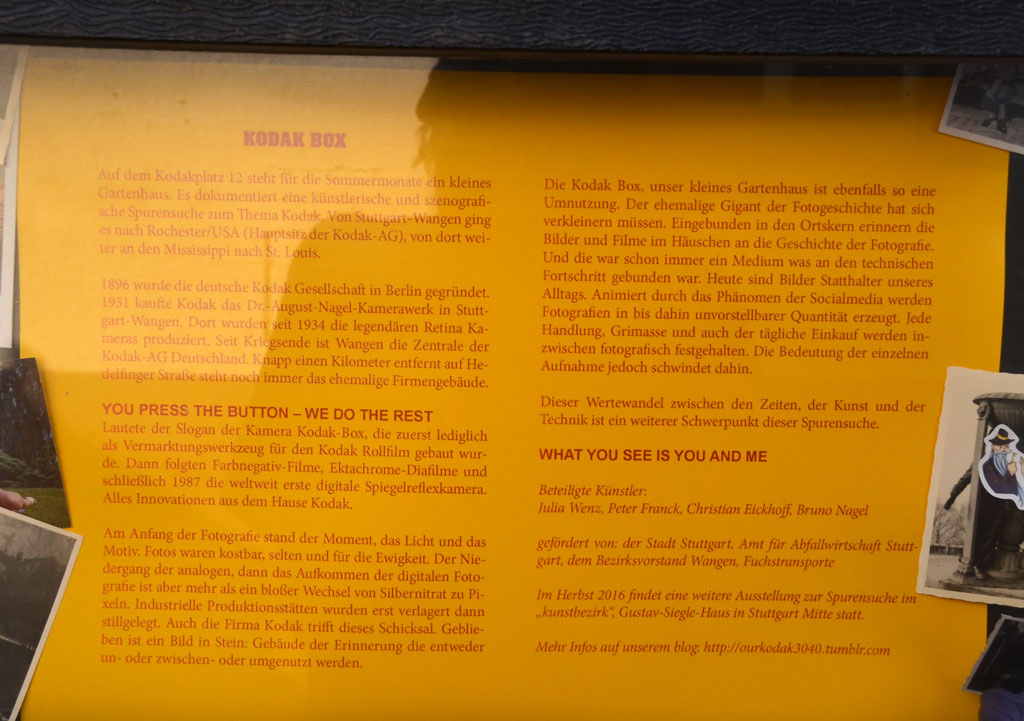 KODAK BOX
Auf dem Kodakplatz 12 steht für die Sommermonate ein kleines
Gartenhaus. Es dokumentiert eine künstlerische und szenografi-
sche Spurensuche zum Thema Kodak. Von Stuttgart-Wangen ging
es nach Rochester/USA (Hauptsitz der Kodak-AG), von dort wei-
ter an den Mississippi nach St. Louis.
1896 wurde die deutsche Kodak Gesellschaft in Berlin gegründet.
1931 kaufte Kodak das Dr.-August-Nagel-Kamerawerk in Stutt-
gart-Wangen. Dort wurden seit 1934 die legendären Retina Ka-
meras produziert. Seit Kriegsende ist Wangen die Zentrale der
Kodak-AG Deutschland. Knapp einen Kilometer entfernt auf He-
delfinger Straße steht noch immer das ehemalige Firmengebäude.
YOU PRESS THE BUTTON – WE DO THE REST
Lautete der Slogan der Kamera Kodak-Box, die zuerst lediglich
als Vermarktungswerkzeug für den Kodak Rollfilm gebaut wur-
de. Dann folgten Farbnegativ-Filme, Ektachrome-Diafilme und
schließlich 1987 die weltweit erste digitale Spiegelreflexkamera.
Alles Innovationen aus dem Hause Kodak.
Am Anfang der Fotografie stand der Moment, das Licht und das
Motiv. Fotos waren kostbar, selten und für die Ewigkeit. Der Nie-
dergang der analogen, dann das Aufkommen der digitalen Foto-
grafie ist aber mehr als ein bloßer Wechsel von Silbernitrat zu Pi-
xeln. Industrielle Produktionsstätten wurden erst verlagert dann
stillgelegt. Auch die Firma Kodak trifft dieses Schicksal. Geblie-
ben ist ein Bild in Stein: Gebäude der Erinnerung die entweder
un- oder zwischen- oder umgenutzt werden.
Die Kodak Box, unser kleines Gartenhaus ist ebenfalls so eine
Umnutzung. Der ehemalige Gigant der Fotogeschichte hat sich
verkleinern müssen. Eingebunden in den Ortskern erinnern die
Bilder und Filme im Häuschen an die Geschichte der Fotografie.
Und die war schon immer ein Medium was an den technischen
Fortschritt gebunden war. Heute sind Bilder Statthalter unseres
Alltags. Animiert durch das Phänomen der Socialmedia werden
Fotografien in bis dahin unvorstellbarer Quantität erzeugt. Jede
Handlung, Grimasse und auch der tägliche Einkauf werden in-
zwischen fotografisch festgehalten. Die Bedeutung der einzelnen
Aufnahme jedoch schwindet dahin.
Dieser Wertewandel zwischen den Zeiten, der Kunst und der
Technik ist ein weiterer Schwerpunkt dieser Spurensuche.
WHAT YOU SEE IS YOU AND ME
Beteiligte Künstler:
Julia Wenz, Peter Franck, Christian Eickhoff, Bruno Nagel
gefördert von: der Stadt Stuttgart, Amt für Abfallwirtschaft Stutt-
gart, dem Bezirksvorstand Wangen, Fuchstransporte
Im Herbst 2016 findet eine weitere Ausstellung zur Spurensuche im
„kunstbezirk“, Gustav-Siegle-Haus in Stuttgart Mitte statt.
Mehr Infos auf unserem blog: http://ourkodak3040.tumblr.com